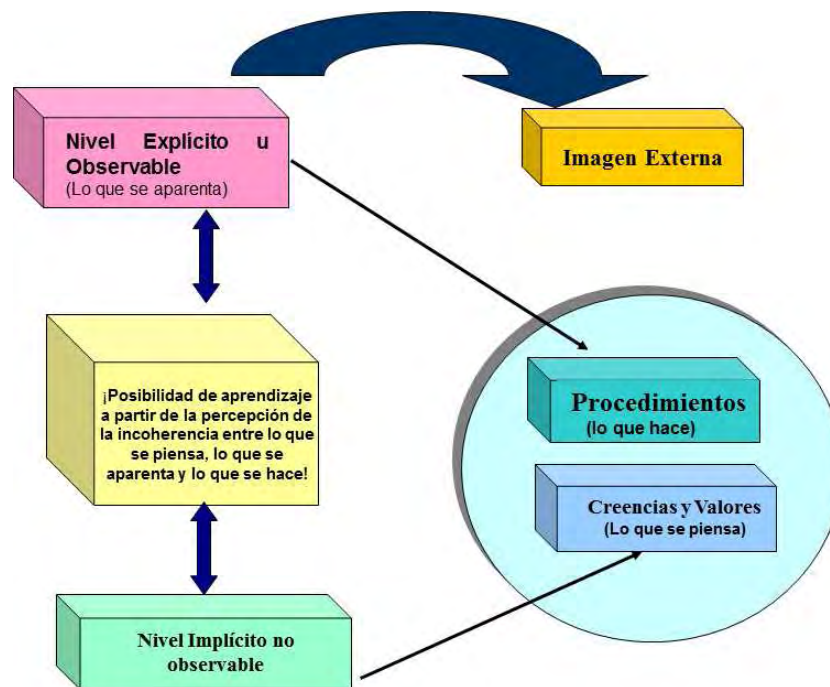 Nivel Explícito u
Observable
(Lo que se aparenta)
Imagen Externa
¡Posibilidad de aprendizaje
a partir de la percepción de
la incoherencia entre lo que
se piensa, lo que se
aparenta y lo que se hace!
Procedimientos
(lo que hace)
Creencias y Valores
(Lo que se piensa)
Nivel Implícito no
observable